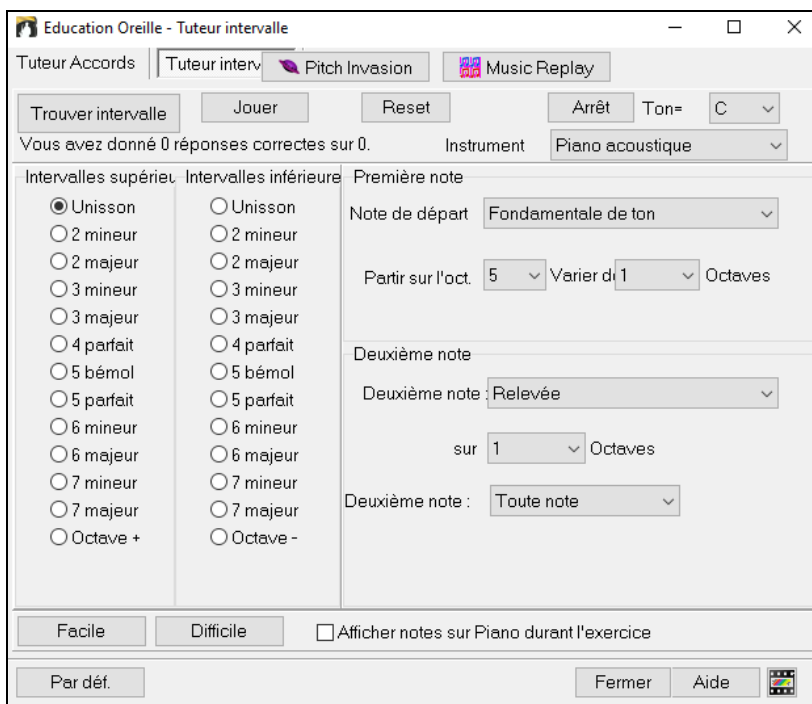 Education Oreille - Tuteur intervalle
Tuteur Accords Tuteur interv Pitch Invasion Music Replay
Trouver intervalle Jouer Reset Arrêt Ton= C
Vous avez donné 0 réponses correctes sur 0. Instrument Piano acoustique
Intervalles supérieu Intervalles inférieure Première note
Unisson Unisson Note de départ Fondamentale de ton
2 mineur 2 mineur
2 majeur 2 majeur
3 mineur 3 mineur Partir sur l'oct. 5 Varier d 1 Octaves
3 majeur 3 majeur
4 parfait 4 parfait Deuxième note
5 bémol 5 bémol Deuxième note : Relevée
5 parfait 5 parfait
6 mineur 6 mineur
6 majeur 6 majeur sur 1 Octaves
7 mineur 7 mineur
7 majeur 7 majeur Deuxième note : Toute note
Octave + Octave -
Facile Difficile Afficher notes sur Piano durant l'exercice
Par déf. Fermer Aide